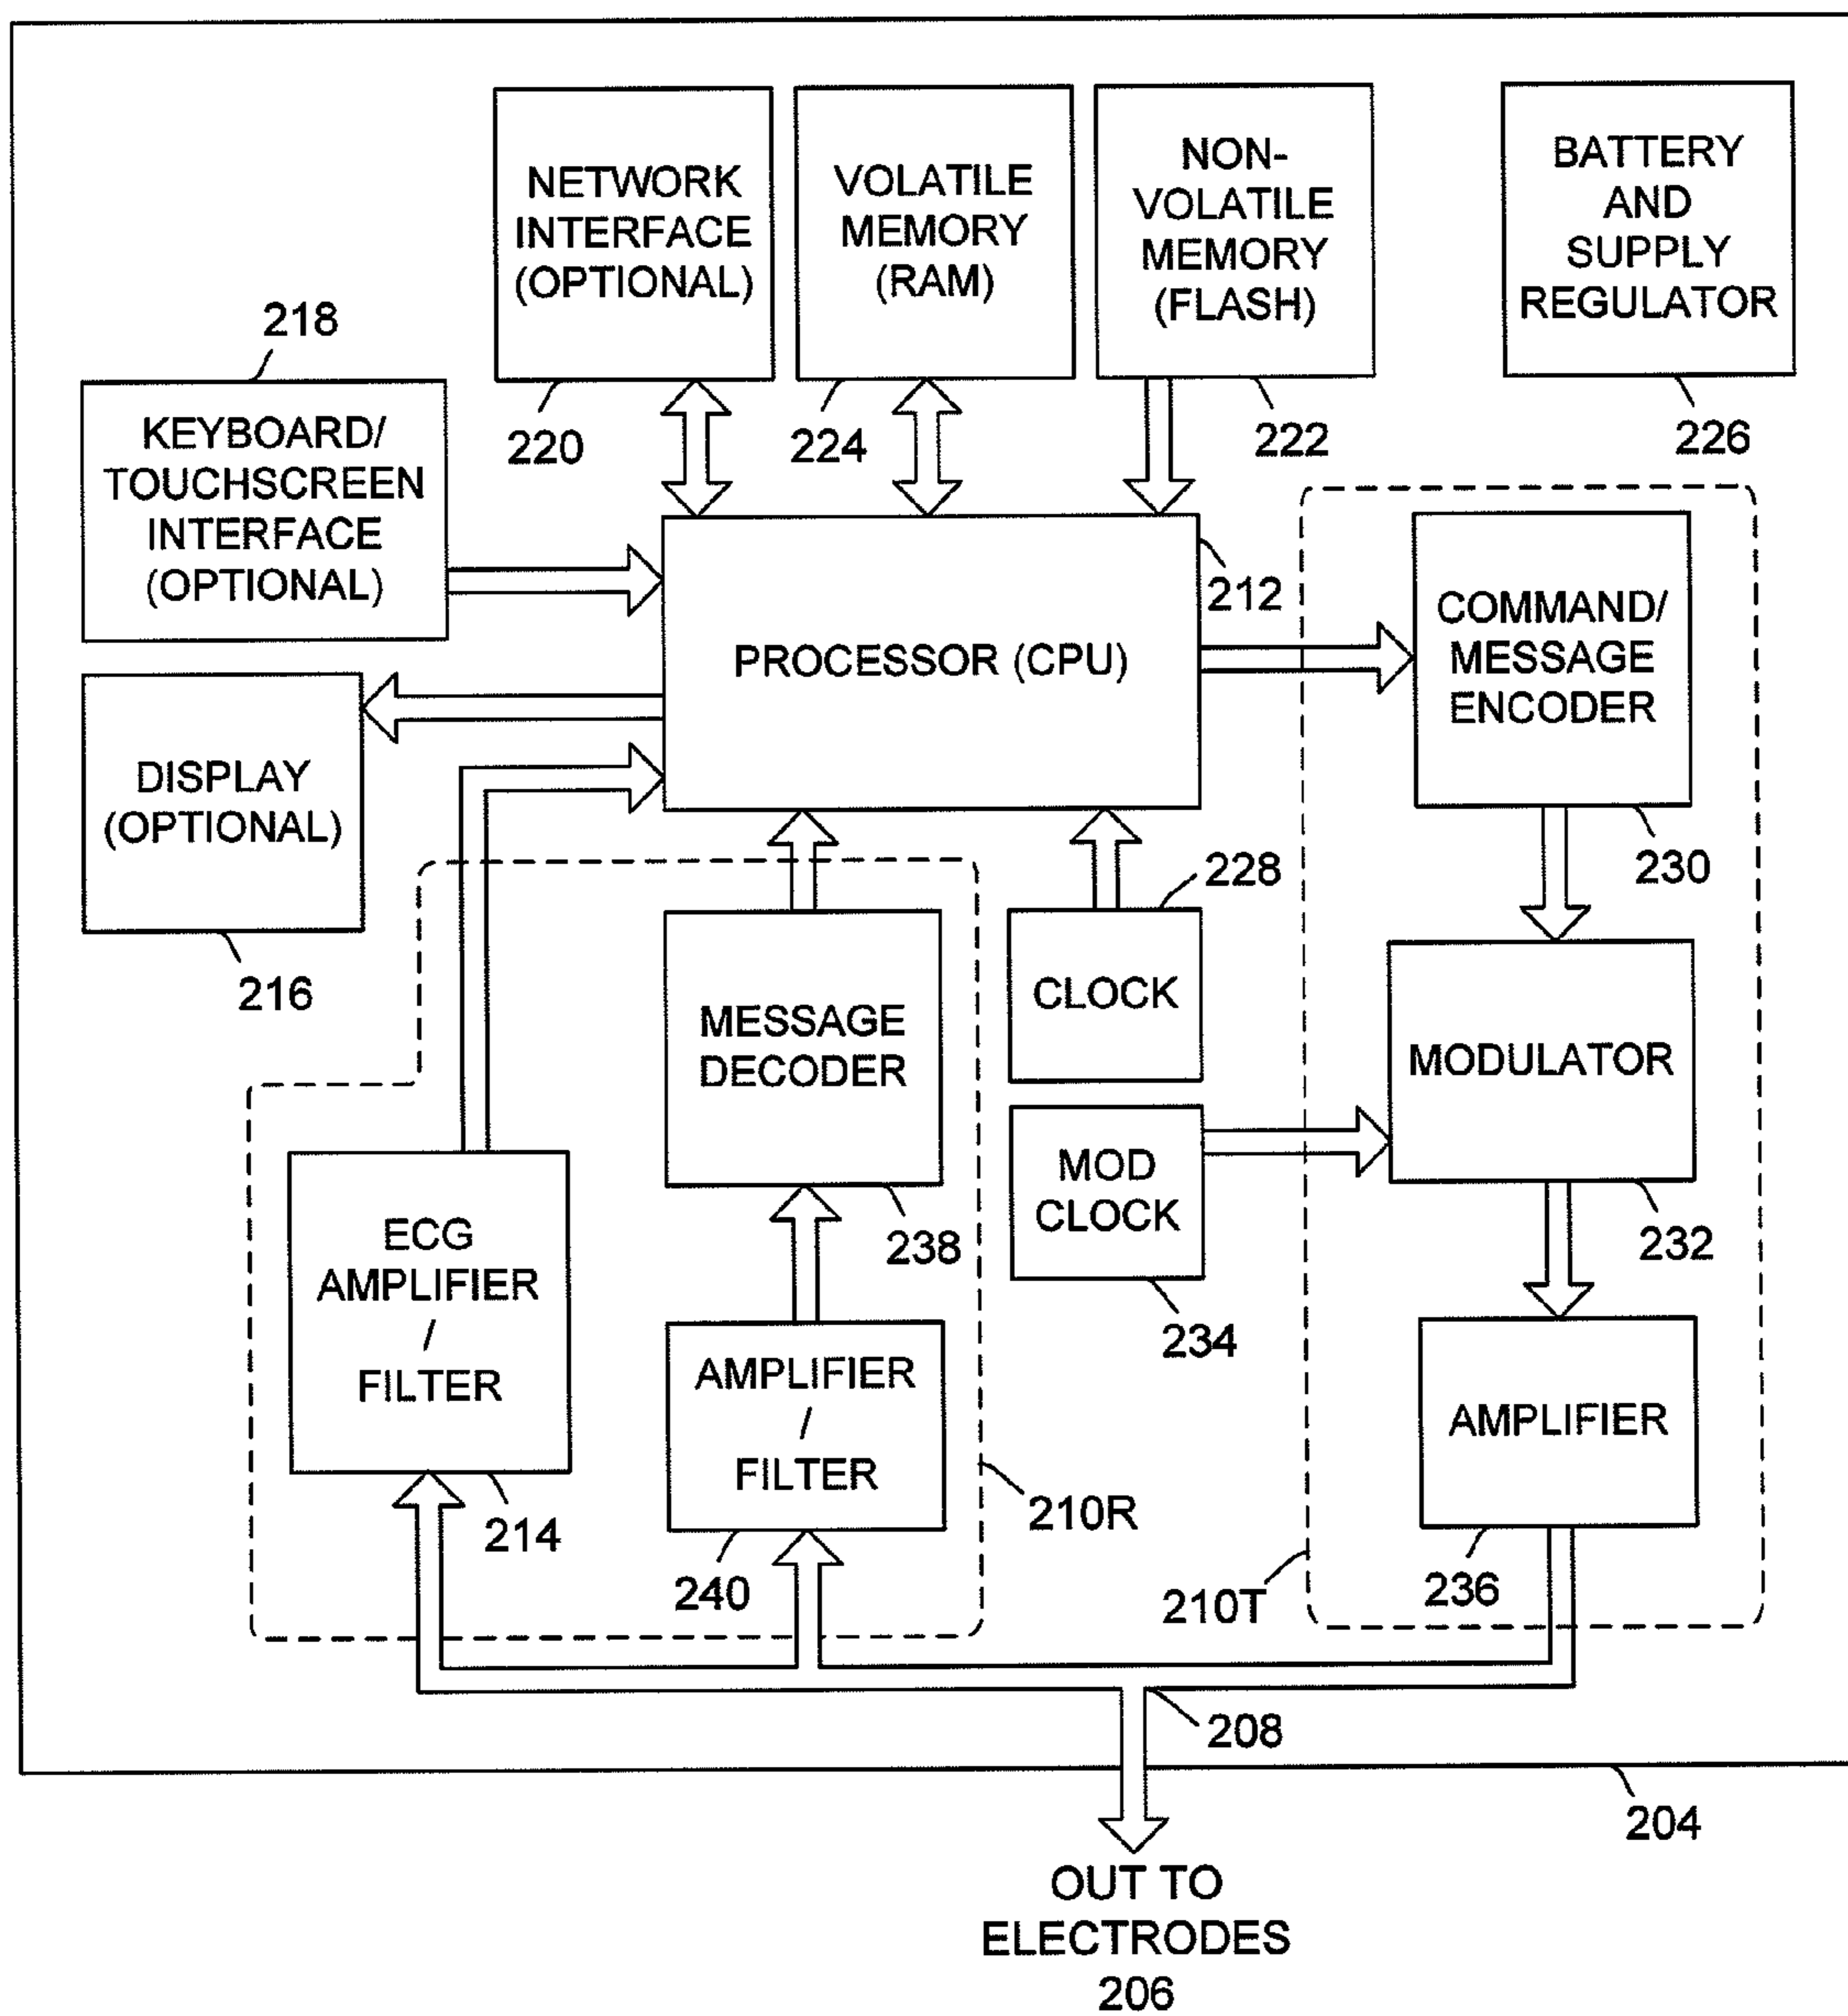 NETWORK
INTERFACE
(OPTIONAL)
220
VOLATILE
MEMORY
(RAM)
224
NON-
VOLATILE
MEMORY
(FLASH)
222
BATTERY
AND
SUPPLY
REGULATOR
226
218
KEYBOARD/
TOUCHSCREEN
INTERFACE
(OPTIONAL)
PROCESSOR (CPU)
212
COMMAND/
MESSAGE
ENCODER
230
DISPLAY
(OPTIONAL)
216
MESSAGE
DECODER
238
228
CLOCK
MODULATOR
232
MOD
CLOCK
234
ECG
AMPLIFIER
/
FILTER
214
AMPLIFIER
/
FILTER
240
210R
AMPLIFIER
236
210T
208
204
OUT TO
ELECTRODES
206